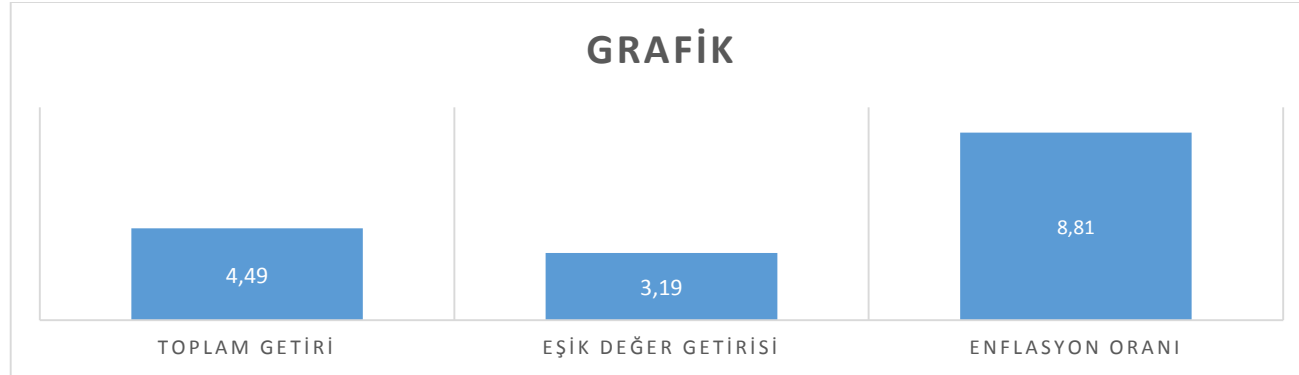 GRAFİK
4,49
3,19
8,81
TOPLAM GETİRİ
EŞİK DEĞER GETİRİSİ
ENFLASYON ORANI